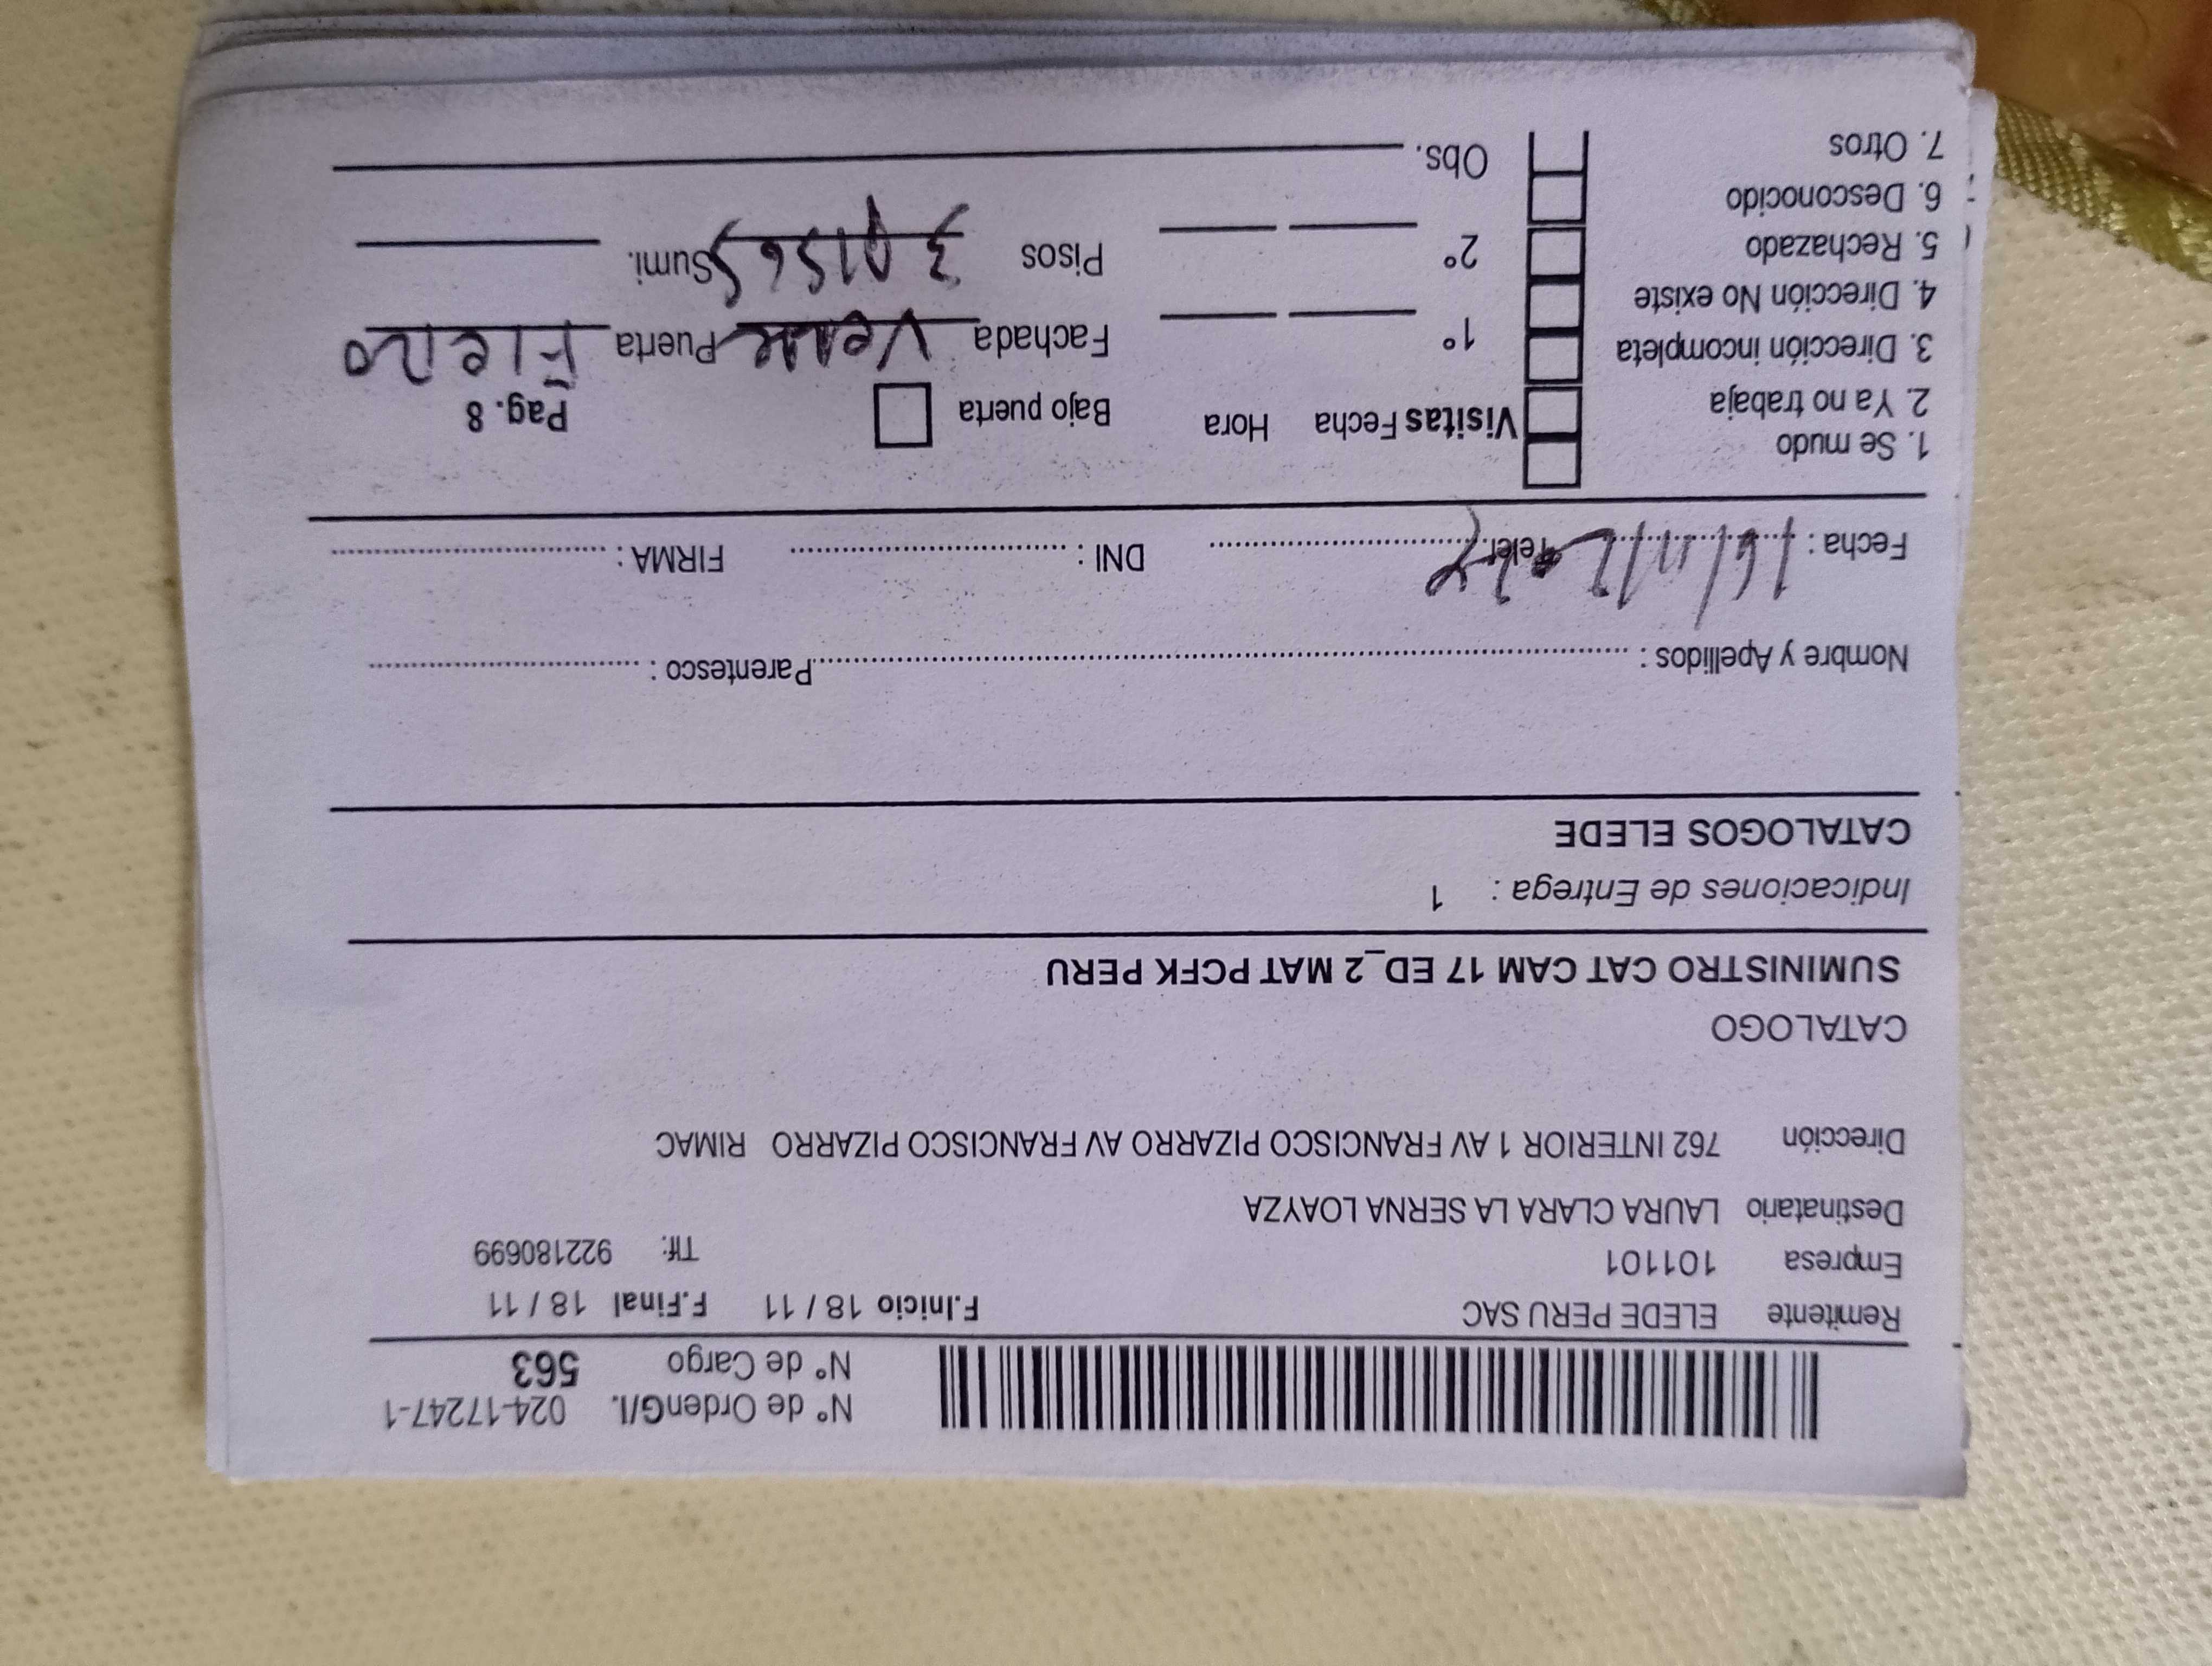 N° de OrdenG/I. 024-17247-1
N° de Cargo 563
Remitente ELEDE PERU SAC F.Inicio 18 / 11 F.Final 18 / 11
Empresa 101101 Tlf: 922180699
Destinatario LAURA CLARA LA SERNA LOAYZA
Dirección 762 INTERIOR 1 AV FRANCISCO PIZARRO AV FRANCISCO PIZARRO RIMAC
CATALOGO
SUMINISTRO CAT CAM 17 ED_2 MAT PCFK PERU
Indicaciones de Entrega : 1
CATALOGOS ELEDE
Nombre y Apellidos : Parentesco :
Fecha : 16/11/2024 Telef. DNI : FIRMA :
1. Se mudo
2. Ya no trabaja
3. Dirección incompleta
4. Dirección No existe
5. Rechazado
6. Desconocido
7. Otros
Visitas Fecha Hora Bajo puerta Pag. 8
1° Fachada Verde Puerta Fierro
2° Pisos 3 pisos Sumi.
Obs.